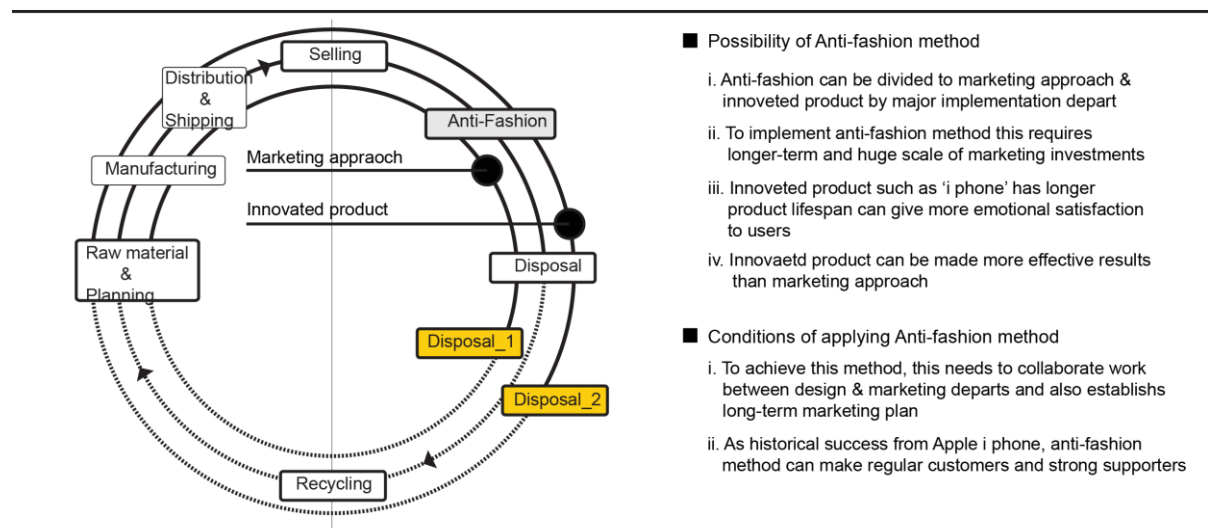 Selling
Distribution
&
Shipping
Anti-Fashion
Marketing appraoch
Manufacturing
Innovated product
Raw material
&
Planning
Disposal
Disposal_1
Disposal_2
Recycling
Possibility of Anti-fashion method
i. Anti-fashion can be divided to marketing approach &
innoveted product by major implementation depart
ii. To implement anti-fashion method this requires
longer-term and huge scale of marketing investments
iii. Innoveted product such as ‘i phone’ has longer
product lifespan can give more emotional satisfaction
to users
iv. Innovaetd product can be made more effective results
than marketing approach
Conditions of applying Anti-fashion method
i. To achieve this method, this needs to collaborate work
between design & marketing departs and also establishs
long-term marketing plan
ii. As historical success from Apple i phone, anti-fashion
method can make regular customers and strong supporters